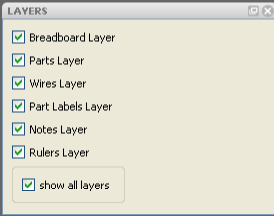 LAYERS
Breadboard Layer
Parts Layer
Wires Layer
Part Labels Layer
Notes Layer
Rulers Layer
show all layers